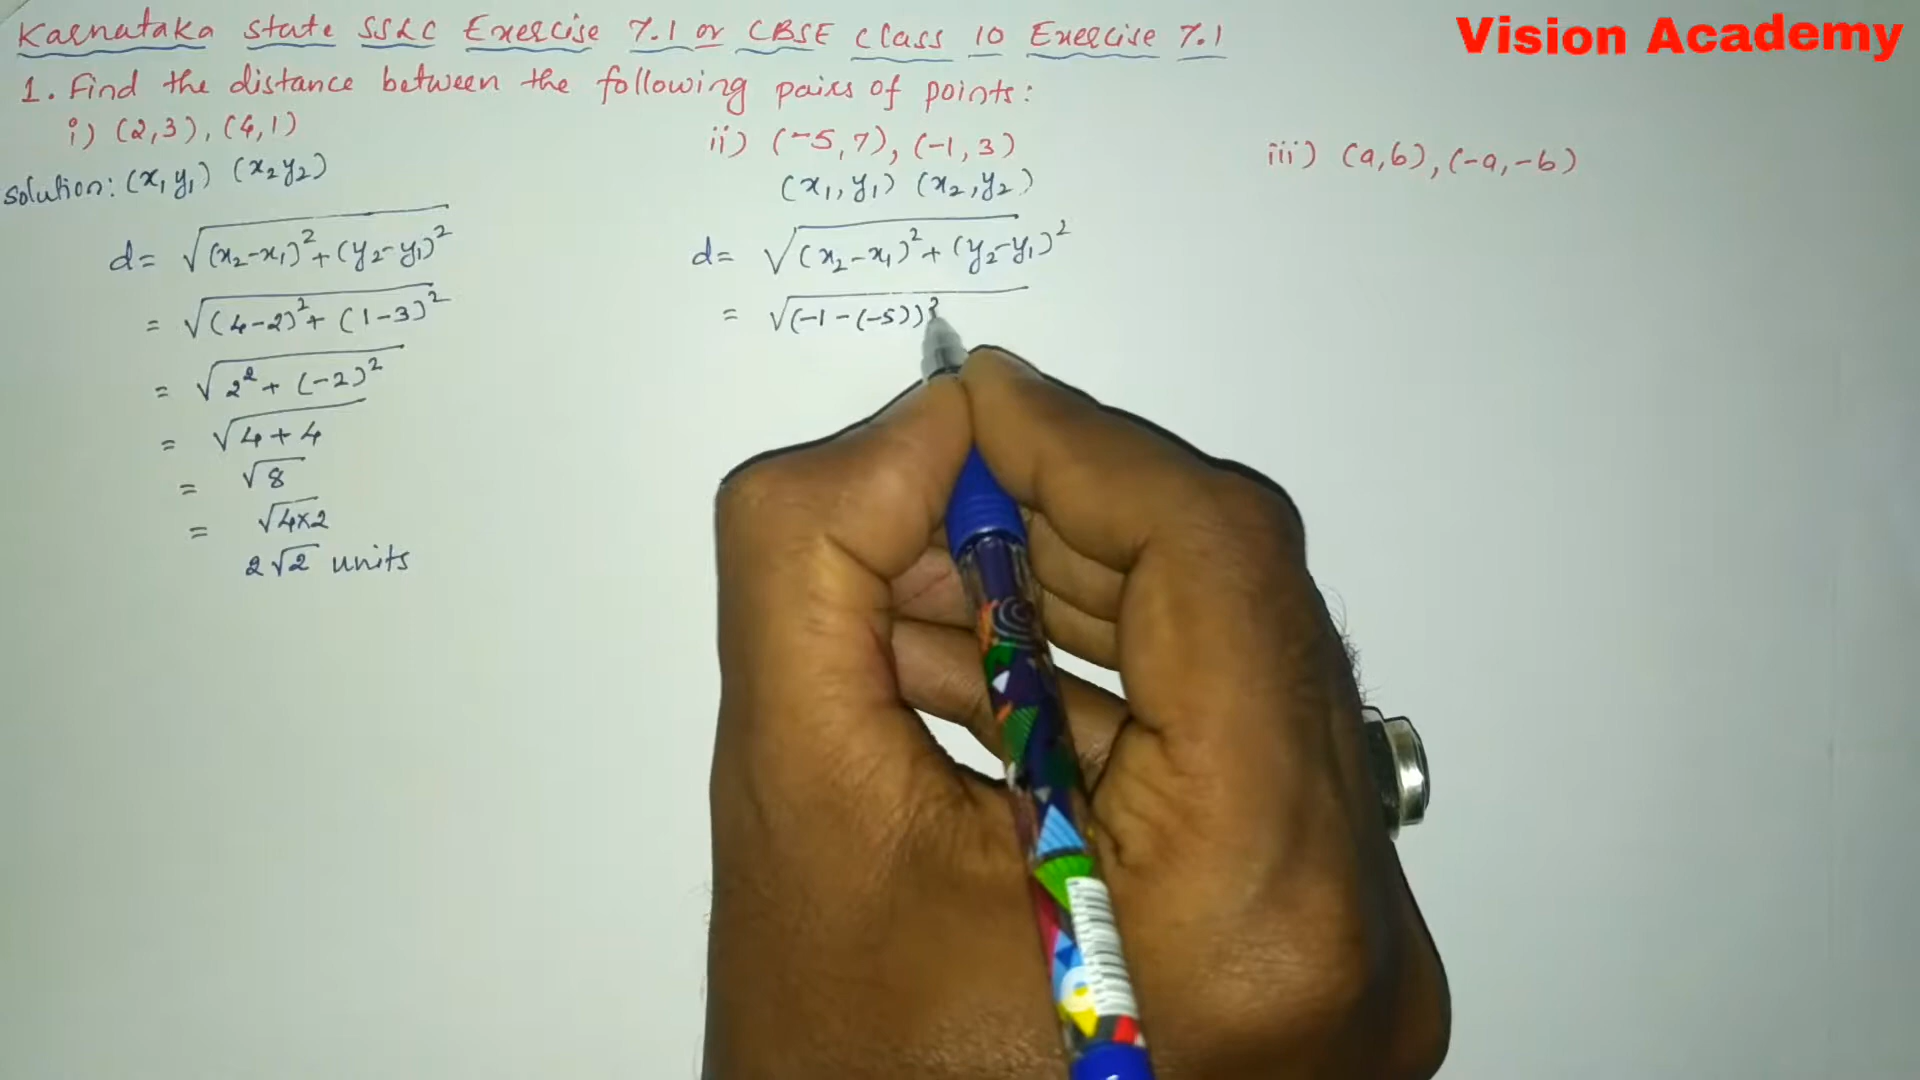 Karnataka state SSLC Exercise 7.1 or CBSE class 10 Exercise 7.1
Vision Academy
1. Find the distance between the following pairs of points:
i) (2,3), (4,1)
solution: (x₁ y₁) (x₂ y₂)
d = √(x₂-x₁)² + (y₂-y₁)²
= √(4-2)² + (1-3)²
= √2² + (-2)²
= √4+4
= √8
= √4×2
2√2 units
ii) (-5,7), (-1,3)
(x₁,y₁) (x₂,y₂)
d = √(x₂-x₁)² + (y₂-y₁)²
= √(-1-(-5))²
iii) (a,b), (-a,-b)